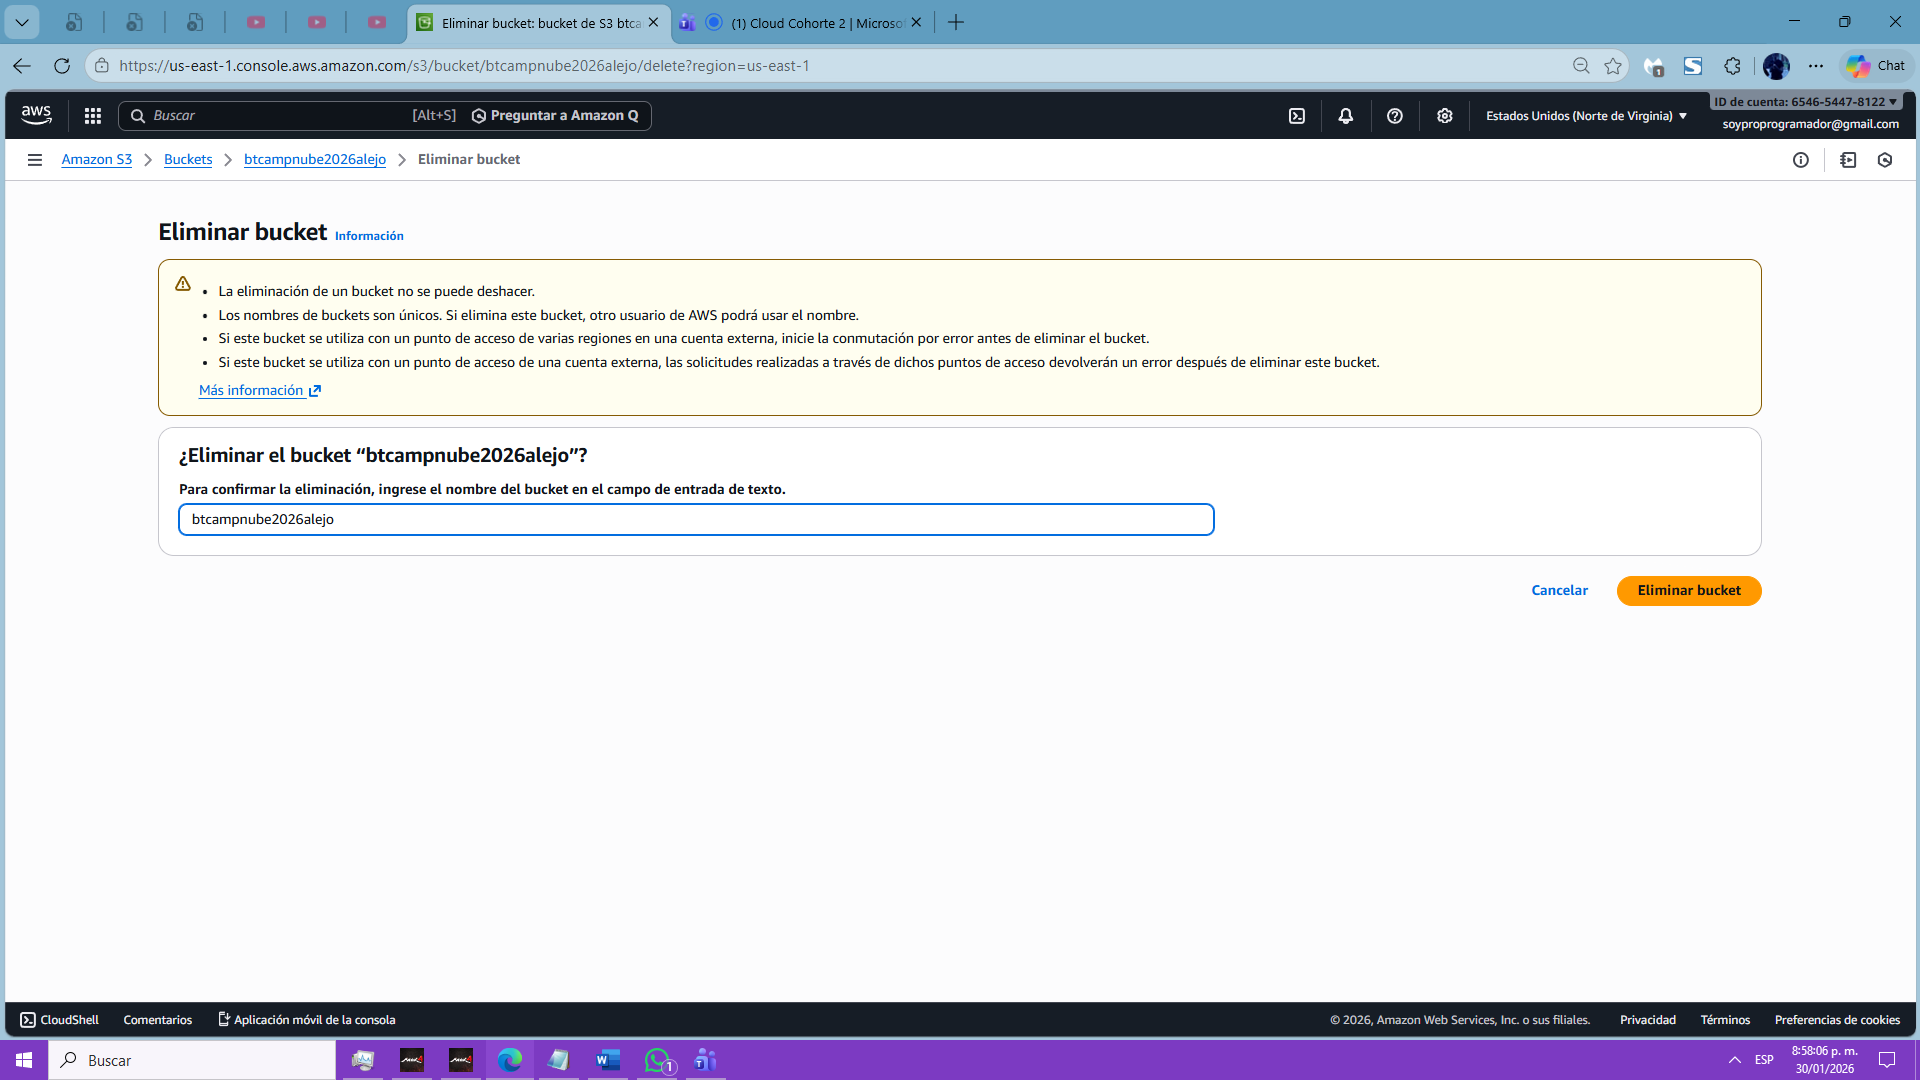 Eliminar bucket: bucket de S3 btca
(1) Cloud Cohorte 2 | Microsof
https://us-east-1.console.aws.amazon.com/s3/bucket/btcampnube2026alejo/delete?region=us-east-1
1
Chat
aws
Buscar
[Alt+S]
Preguntar a Amazon Q
Estados Unidos (Norte de Virginia)
ID de cuenta: 6546-5447-8122
soyproprogramador@gmail.com
Amazon S3
Buckets
btcampnube2026alejo
Eliminar bucket
Eliminar bucket Información
• La eliminación de un bucket no se puede deshacer.
• Los nombres de buckets son únicos. Si elimina este bucket, otro usuario de AWS podrá usar el nombre.
• Si este bucket se utiliza con un punto de acceso de varias regiones en una cuenta externa, inicie la conmutación por error antes de eliminar el bucket.
• Si este bucket se utiliza con un punto de acceso de una cuenta externa, las solicitudes realizadas a través de dichos puntos de acceso devolverán un error después de eliminar este bucket.
Más información
¿Eliminar el bucket “btcampnube2026alejo”?
Para confirmar la eliminación, ingrese el nombre del bucket en el campo de entrada de texto.
btcampnube2026alejo
Cancelar
Eliminar bucket
CloudShell
Comentarios
Aplicación móvil de la consola
© 2026, Amazon Web Services, Inc. o sus filiales.
Privacidad
Términos
Preferencias de cookies
Buscar
1
ESP
8:58:06 p. m.
30/01/2026